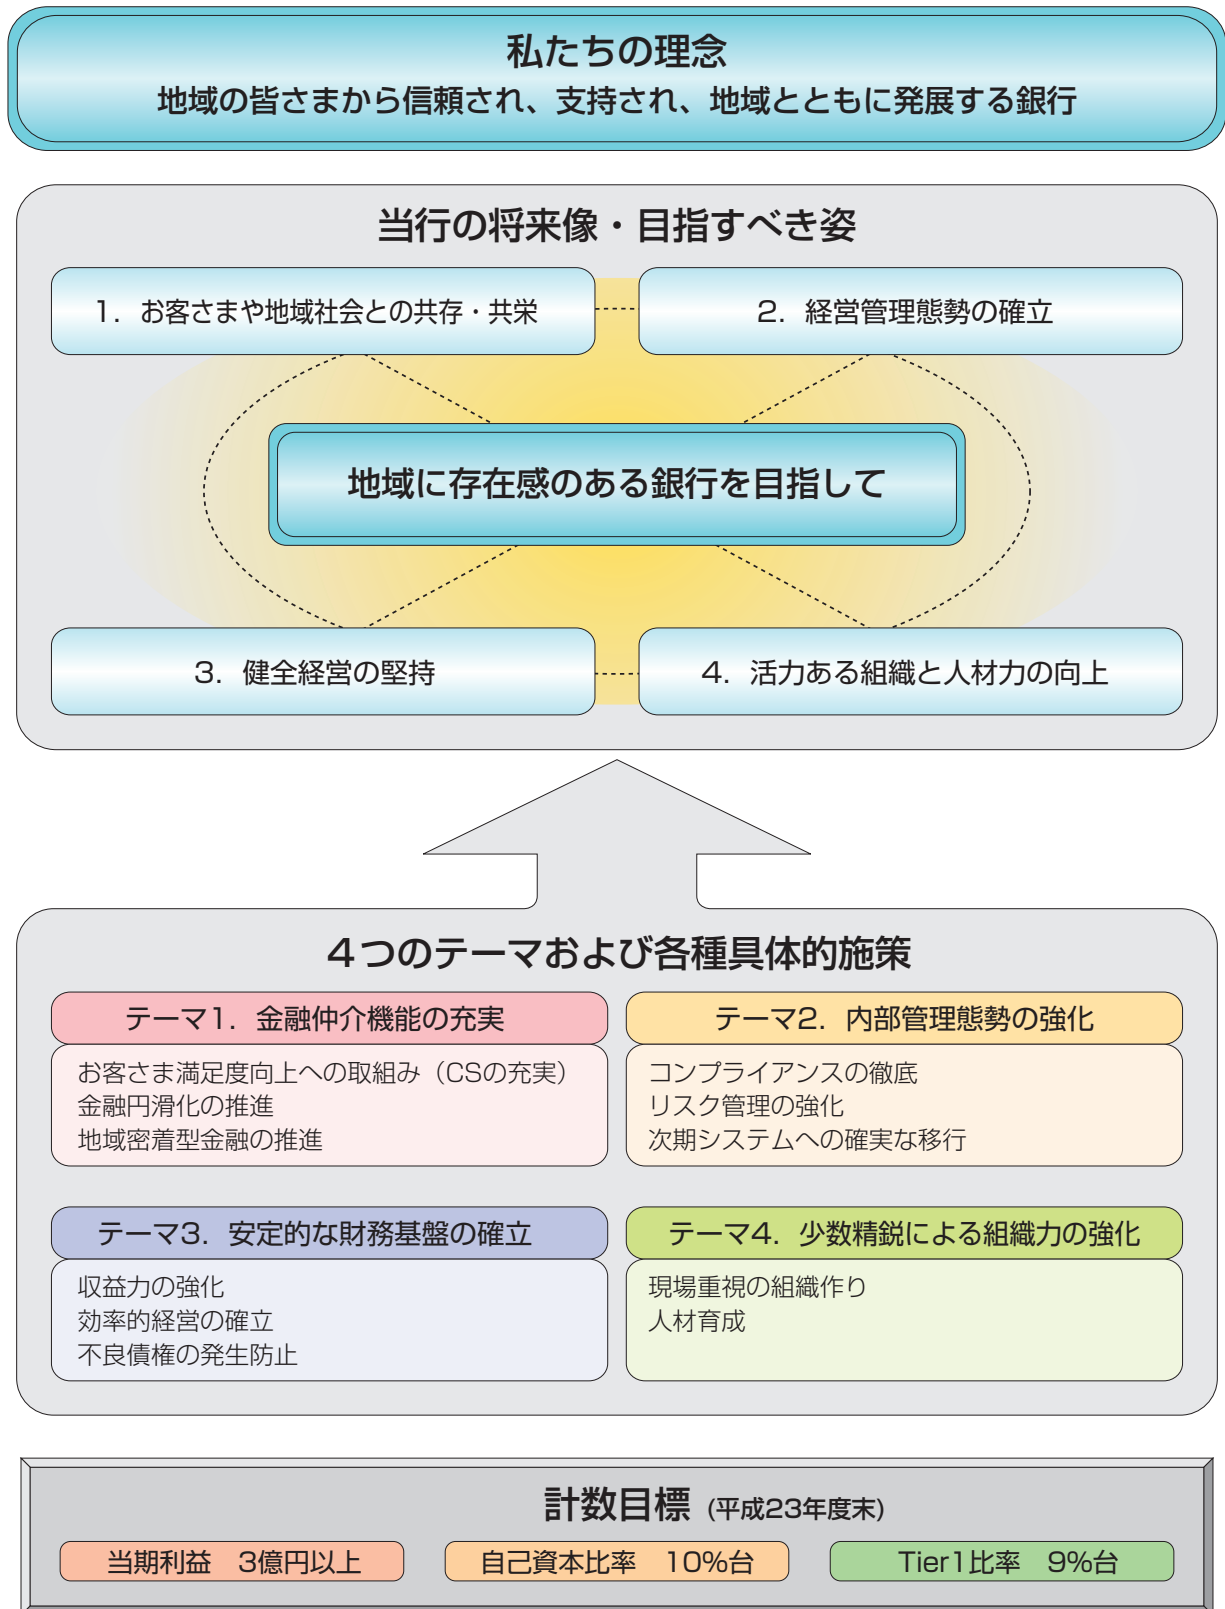 私たちの理念
地域の皆さまから信頼され、支持され、地域とともに発展する銀行
当行の将来像・目指すべき姿
1．お客さまや地域社会との共存・共栄
2．経営管理態勢の確立
地域に存在感のある銀行を目指して
3．健全経営の堅持
4．活力ある組織と人材力の向上
4つのテーマおよび各種具体的施策
テーマ1．金融仲介機能の充実
お客さま満足度向上への取組み（CSの充実）
金融円滑化の推進
地域密着型金融の推進
テーマ2．内部管理態勢の強化
コンプライアンスの徹底
リスク管理の強化
次期システムへの確実な移行
テーマ3．安定的な財務基盤の確立
収益力の強化
効率的経営の確立
不良債権の発生防止
テーマ4．少数精鋭による組織力の強化
現場重視の組織作り
人材育成
計数目標 (平成23年度末)
当期利益　3億円以上
自己資本比率　10%台
Tier1比率　9%台